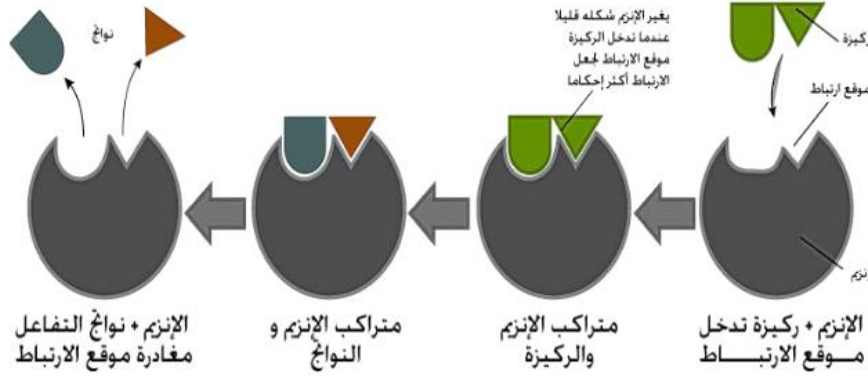 ركيزة
موقع ارتباط
يغير الإنزيم شكله قليلا
عندما تدخل الركيزة
موقع الارتباط لجعل
الارتباط أكثر إحكاما
نواتج
الإنزيم + ركيزة تدخل
موقع الارتباط
متراكب الإنزيم
والركيزة
متراكب الإنزيم و
النواتج
الإنزيم + نواتج التفاعل
مغادرة موقع الارتباط